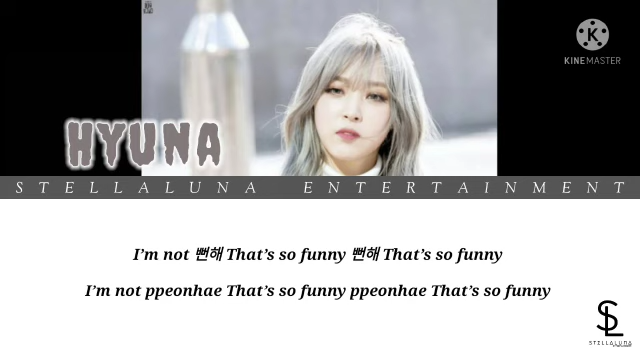 KINEMASTER
HYUNA
STELLALUNA ENTERTAINMENT
I'm not 뻔해 That's so funny 뻔해 That's so funny
I'm not ppeonhae That's so funny ppeonhae That's so funny
STELLALUNA